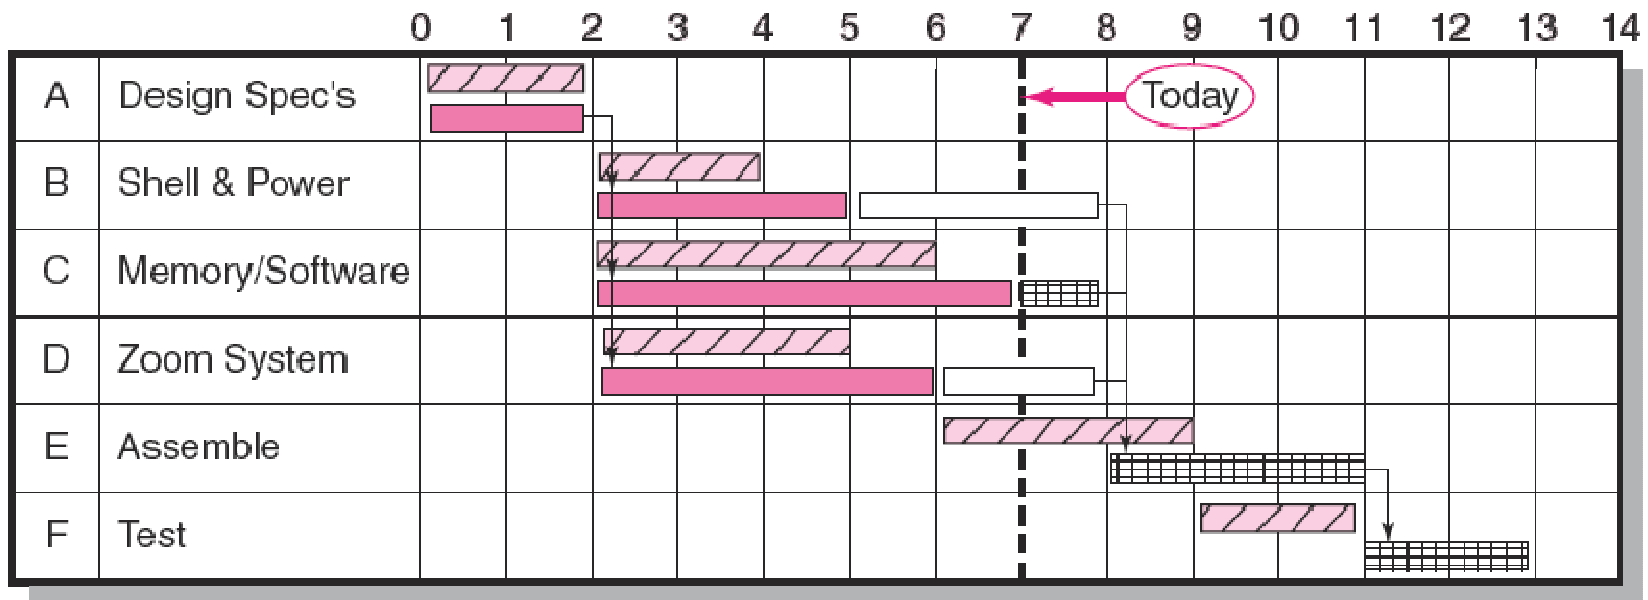 0 1 2 3 4 5 6 7 8 9 10 11 12 13 14
A Design Spec's Today
B Shell & Power
C Memory/Software
D Zoom System
E Assemble
F Test